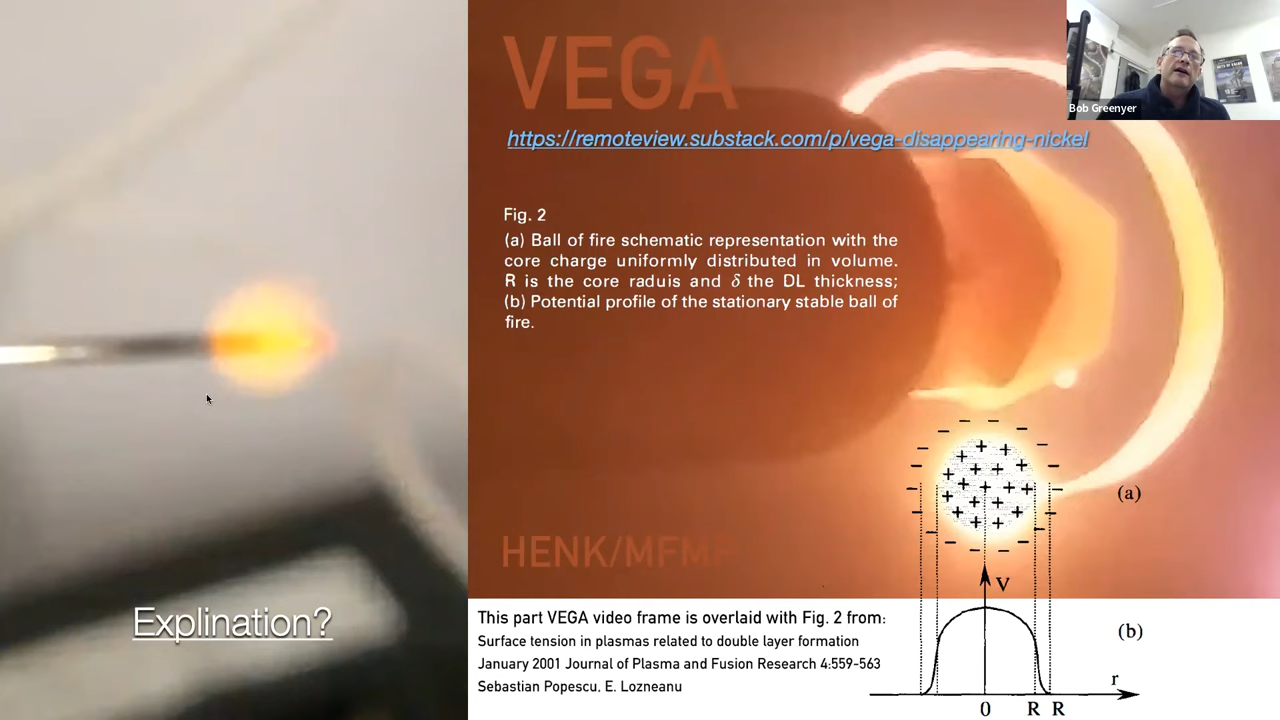 VEGA
Bob Greenyer
https://remoteview.substack.com/p/vega-disappearing-nickel
Fig. 2
(a) Ball of fire schematic representation with the
core charge uniformly distributed in volume.
R is the core raduis and δ the DL thickness;
(b) Potential profile of the stationary stable ball of
fire.
(a)
HENK/MFMP
V
Explination?
This part VEGA video frame is overlaid with Fig. 2 from:
Surface tension in plasmas related to double layer formation
January 2001 Journal of Plasma and Fusion Research 4:559-563
Sebastian Popescu, E. Lozneanu
(b)
r
0 R R